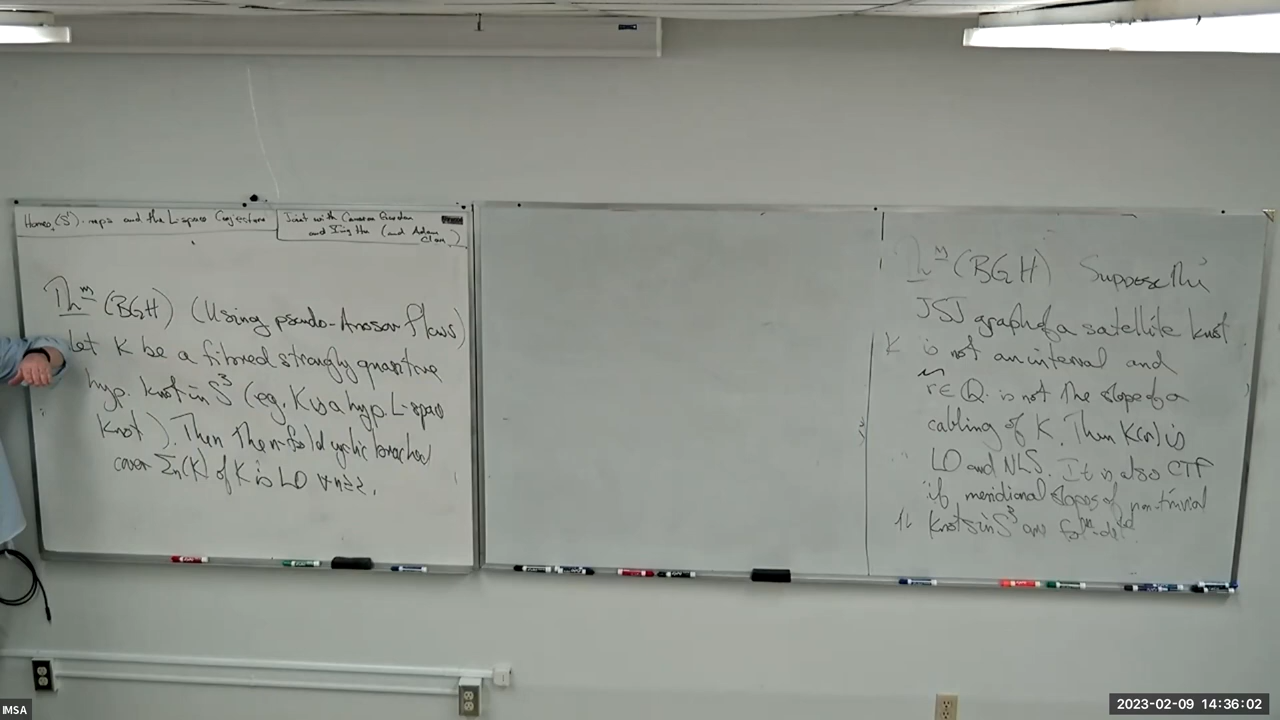 Homeo₊(S¹)-reps and the L-space Conjecture
Joint with Cameron Gordon
and Ying Hu (and Adam
Clay)
Thᵐ (BGH) (Using pseudo-Anosov flows)
Let K be a fibred strongly quasipositive
hyp. knot in S³ (eg. K is a hyp. L-space
knot). Then the n-fold cyclic branched
cover Σn(K) of K is LO ∀ n≥2.
Thᵐ (BGH) Suppose the
JSJ graph of a satellite knot
K is not an interval and
r ∈ Q is not the slope of a
cabling of K. Then K(r) is
LO and NLS. It is also CTF
if meridional slopes of non-trivial
knots in S³ are folⁿ-detᵈ
2023-02-09 14:36:02
IMSA